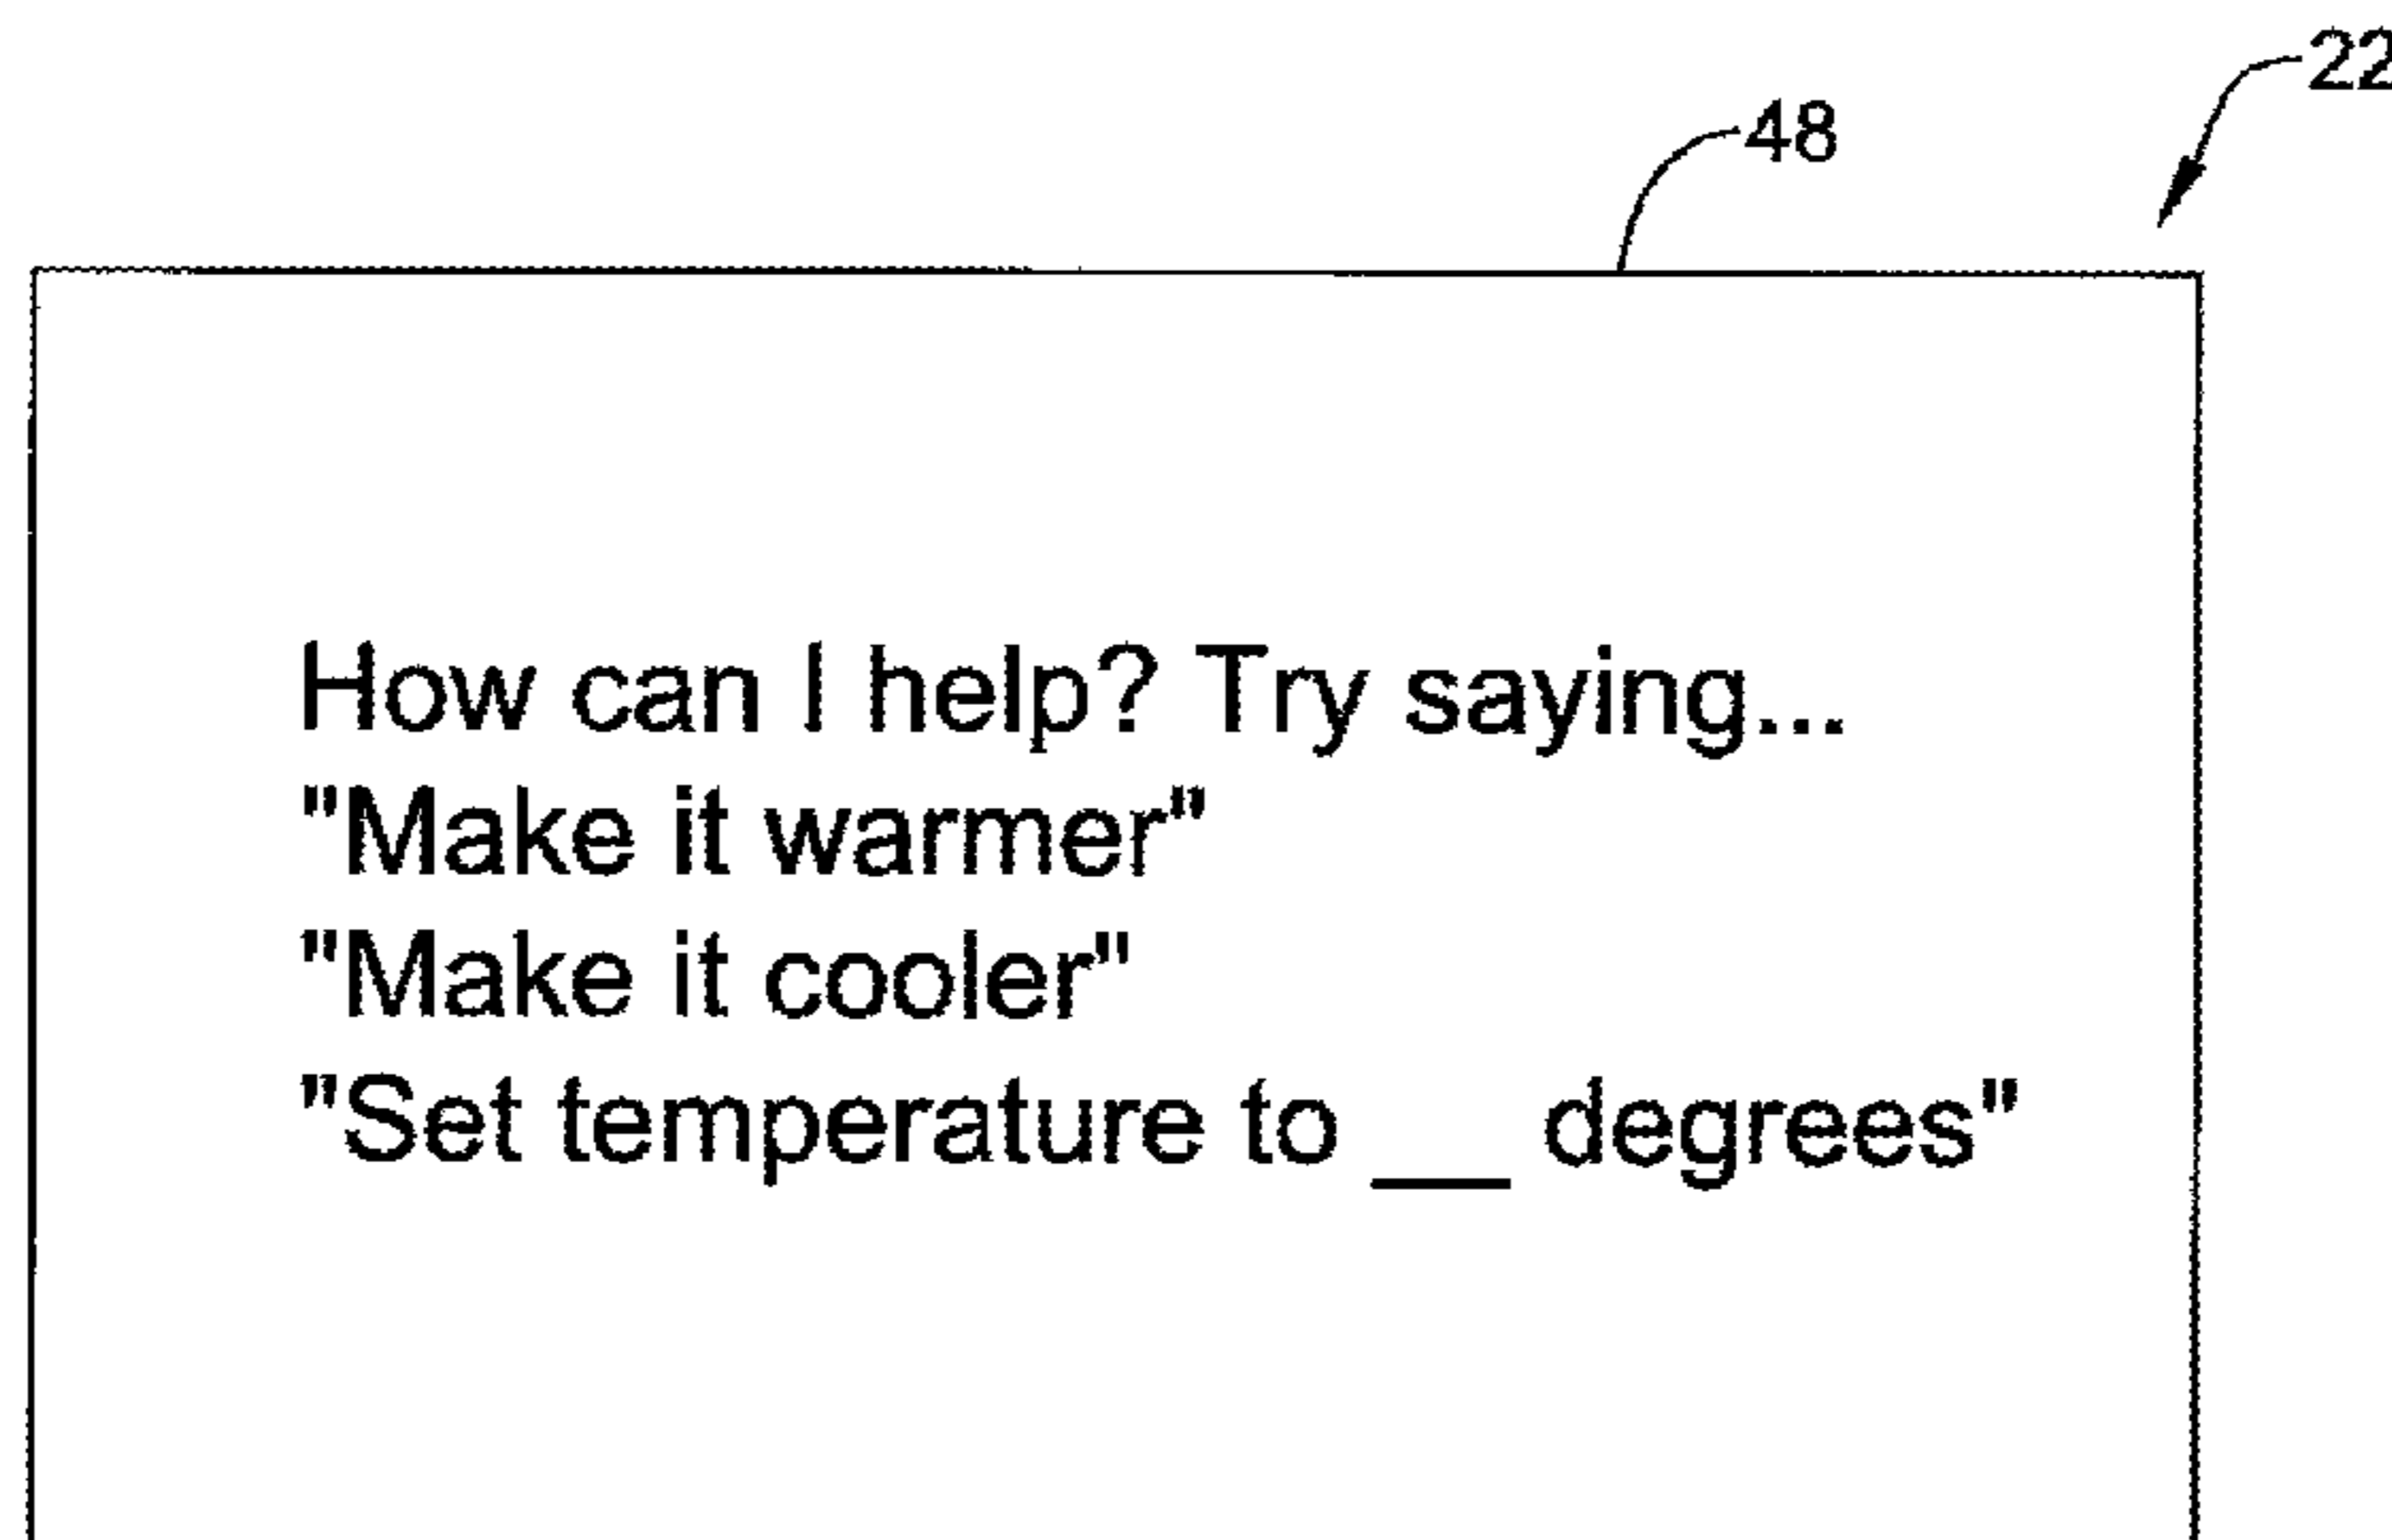 22
48
How can I help? Try saying...
"Make it warmer"
"Make it cooler"
"Set temperature to __ degrees"